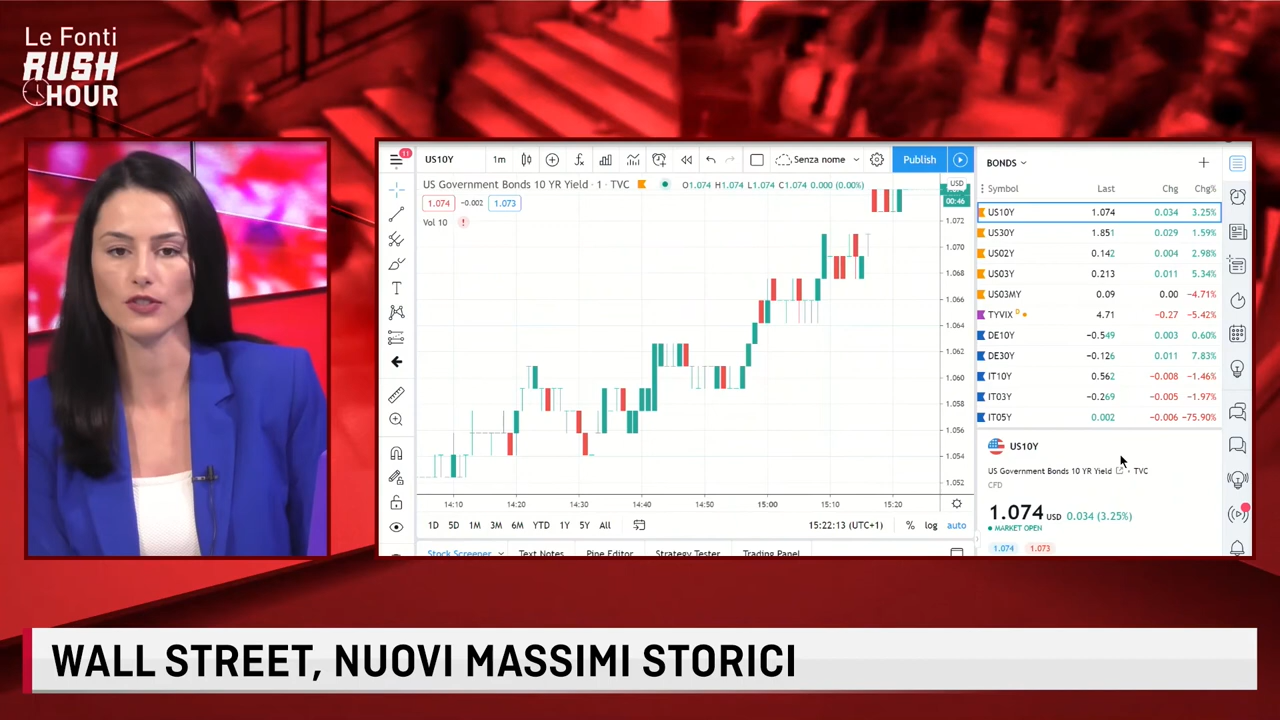 Le Fonti
RUSH
HOUR
11
US10Y
1m
Senza nome
Publish
US Government Bonds 10 YR Yield · 1 · TVC
O1.074 H1.074 L1.074 C1.074 0.000 (0.00%)
1.074 −0.002 1.073
Vol 10
!
USD
00:46
1.072
1.070
1.068
1.066
1.064
1.062
1.060
1.058
1.056
1.054
1.052
14:10 14:20 14:30 14:40 14:50 15:00 15:10 15:20
1D 5D 1M 3M 6M YTD 1Y 5Y All
15:22:13 (UTC+1) % log auto
Stock Screener Text Notes Pine Editor Strategy Tester Trading Panel
BONDS
Symbol Last Chg Chg%
US10Y 1.074 0.034 3.25%
US30Y 1.851 0.029 1.59%
US02Y 0.142 0.004 2.98%
US03Y 0.213 0.011 5.34%
US03MY 0.09 0.00 −4.71%
TYVIX D 4.71 −0.27 −5.42%
DE10Y −0.549 0.003 0.60%
DE30Y −0.126 0.011 7.83%
IT10Y 0.562 −0.008 −1.46%
IT03Y −0.269 −0.005 −1.97%
IT05Y 0.002 −0.006 −75.90%
US10Y
US Government Bonds 10 YR Yield · TVC
CFD
1.074 USD 0.034 (3.25%)
MARKET OPEN
1.074 1.073
WALL STREET, NUOVI MASSIMI STORICI